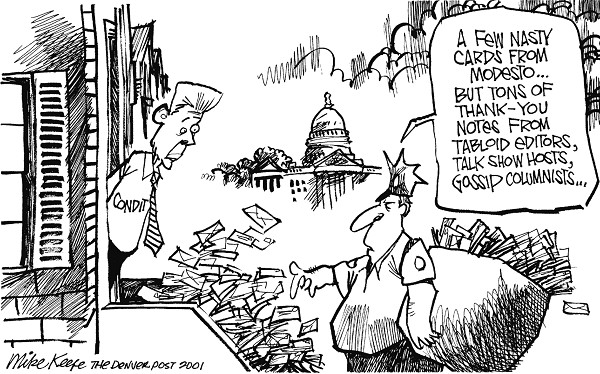 A FEW NASTY
CARDS FROM
MODESTO...
BUT TONS OF
THANK-YOU
NOTES FROM
TABLOID EDITORS,
TALK SHOW HOSTS,
GOSSIP COLUMNISTS...
CONDIT
Mike Keefe THE DENVER POST 2001